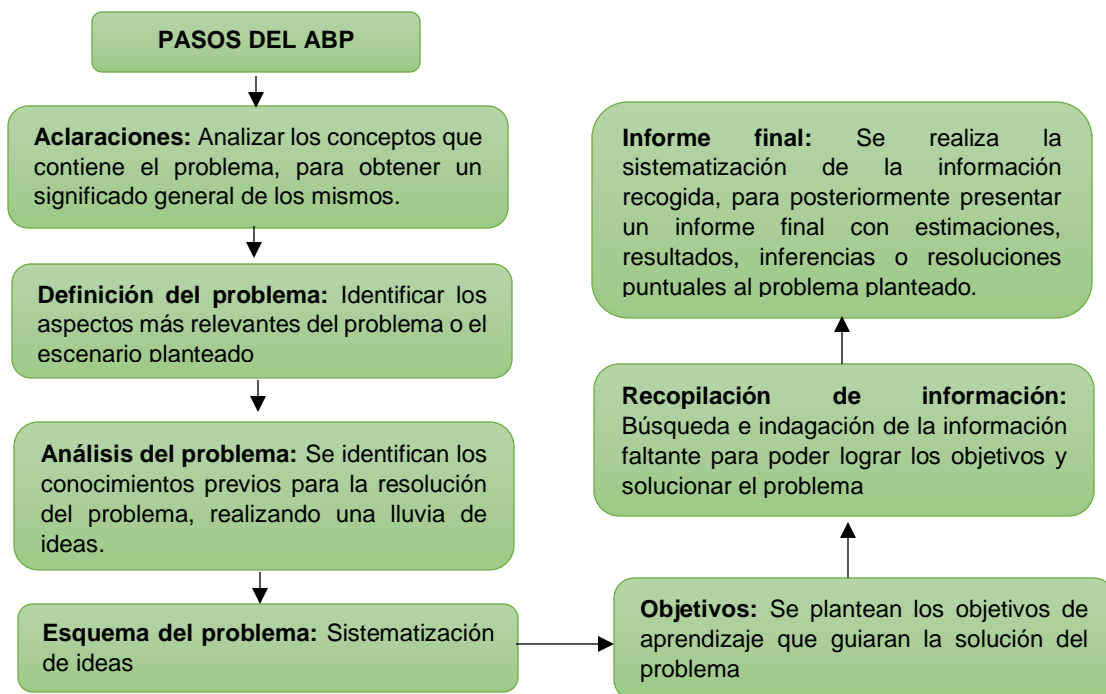 PASOS DEL ABP
Aclaraciones: Analizar los conceptos que
contiene el problema, para obtener un
significado general de los mismos.
Definición del problema: Identificar los
aspectos más relevantes del problema o el
escenario planteado
Análisis del problema: Se identifican los
conocimientos previos para la resolución
del problema, realizando una lluvia de
ideas.
Esquema del problema: Sistematización
de ideas
Objetivos: Se plantean los objetivos de
aprendizaje que guiaran la solución del
problema
Recopilación de información:
Búsqueda e indagación de la información
faltante para poder lograr los objetivos y
solucionar el problema
Informe final: Se realiza la
sistematización de la información
recogida, para posteriormente presentar
un informe final con estimaciones,
resultados, inferencias o resoluciones
puntuales al problema planteado.